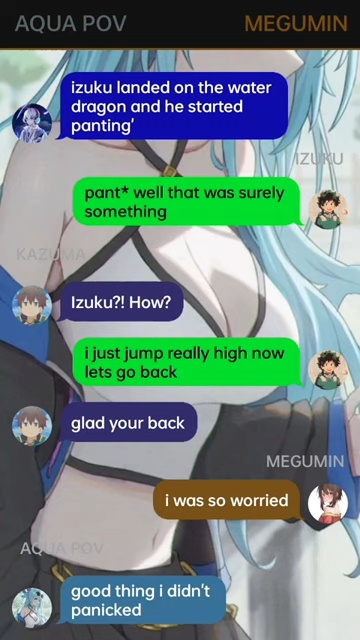 AQUA POV
MEGUMIN
izuku landed on the water
dragon and he started
panting'
IZUKU
pant* well that was surely
something
KAZUMA
Izuku?! How?
i just jump really high now
lets go back
glad your back
MEGUMIN
i was so worried
AQUA POV
good thing i didn't
panicked